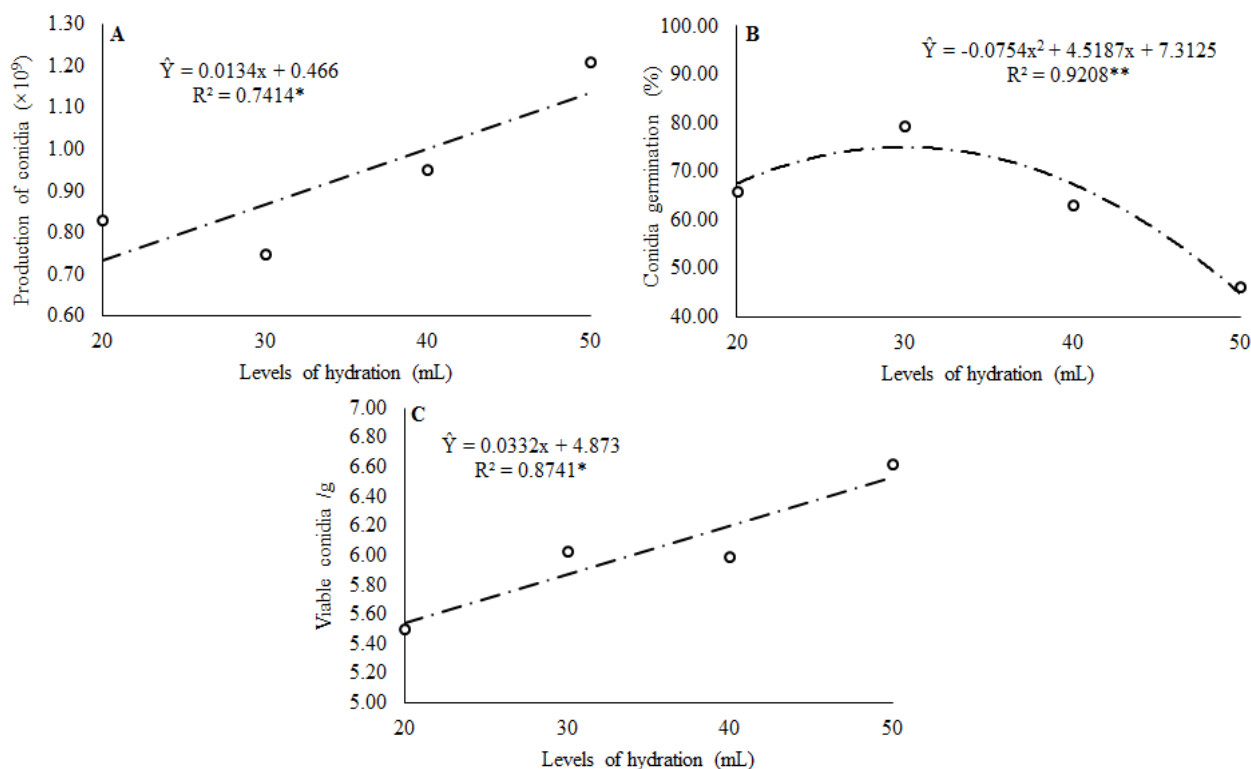 A
Ŷ = 0.0134x + 0.466
R² = 0.7414*
Production of conidia (×10⁹)
1.30
1.20
1.10
1.00
0.90
0.80
0.70
0.60
20 30 40 50
Levels of hydration (mL)
B
Ŷ = -0.0754x² + 4.5187x + 7.3125
R² = 0.9208**
Conidia germination (%)
100.00
90.00
80.00
70.00
60.00
50.00
40.00
20 30 40 50
Levels of hydration (mL)
C
Ŷ = 0.0332x + 4.873
R² = 0.8741*
Viable conidia /g
7.00
6.80
6.60
6.40
6.20
6.00
5.80
5.60
5.40
5.20
5.00
20 30 40 50
Levels of hydration (mL)